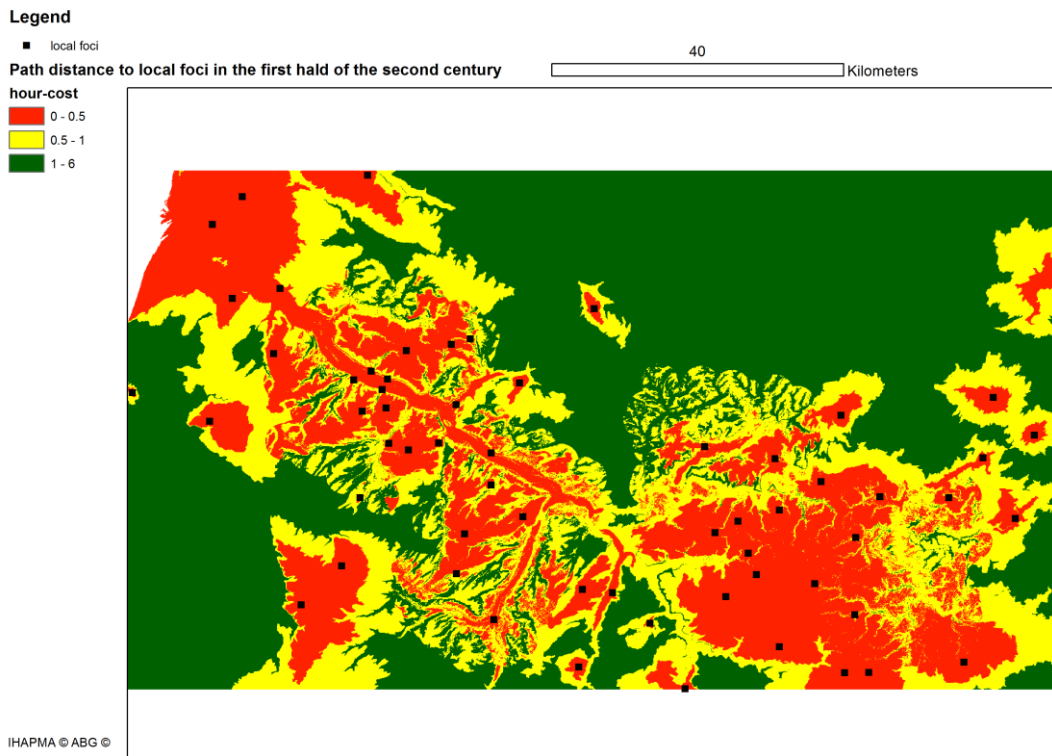 Legend
local foci
Path distance to local foci in the first hald of the second century
40
Kilometers
hour-cost
0 - 0.5
0.5 - 1
1 - 6
IHAPMA © ABG ©